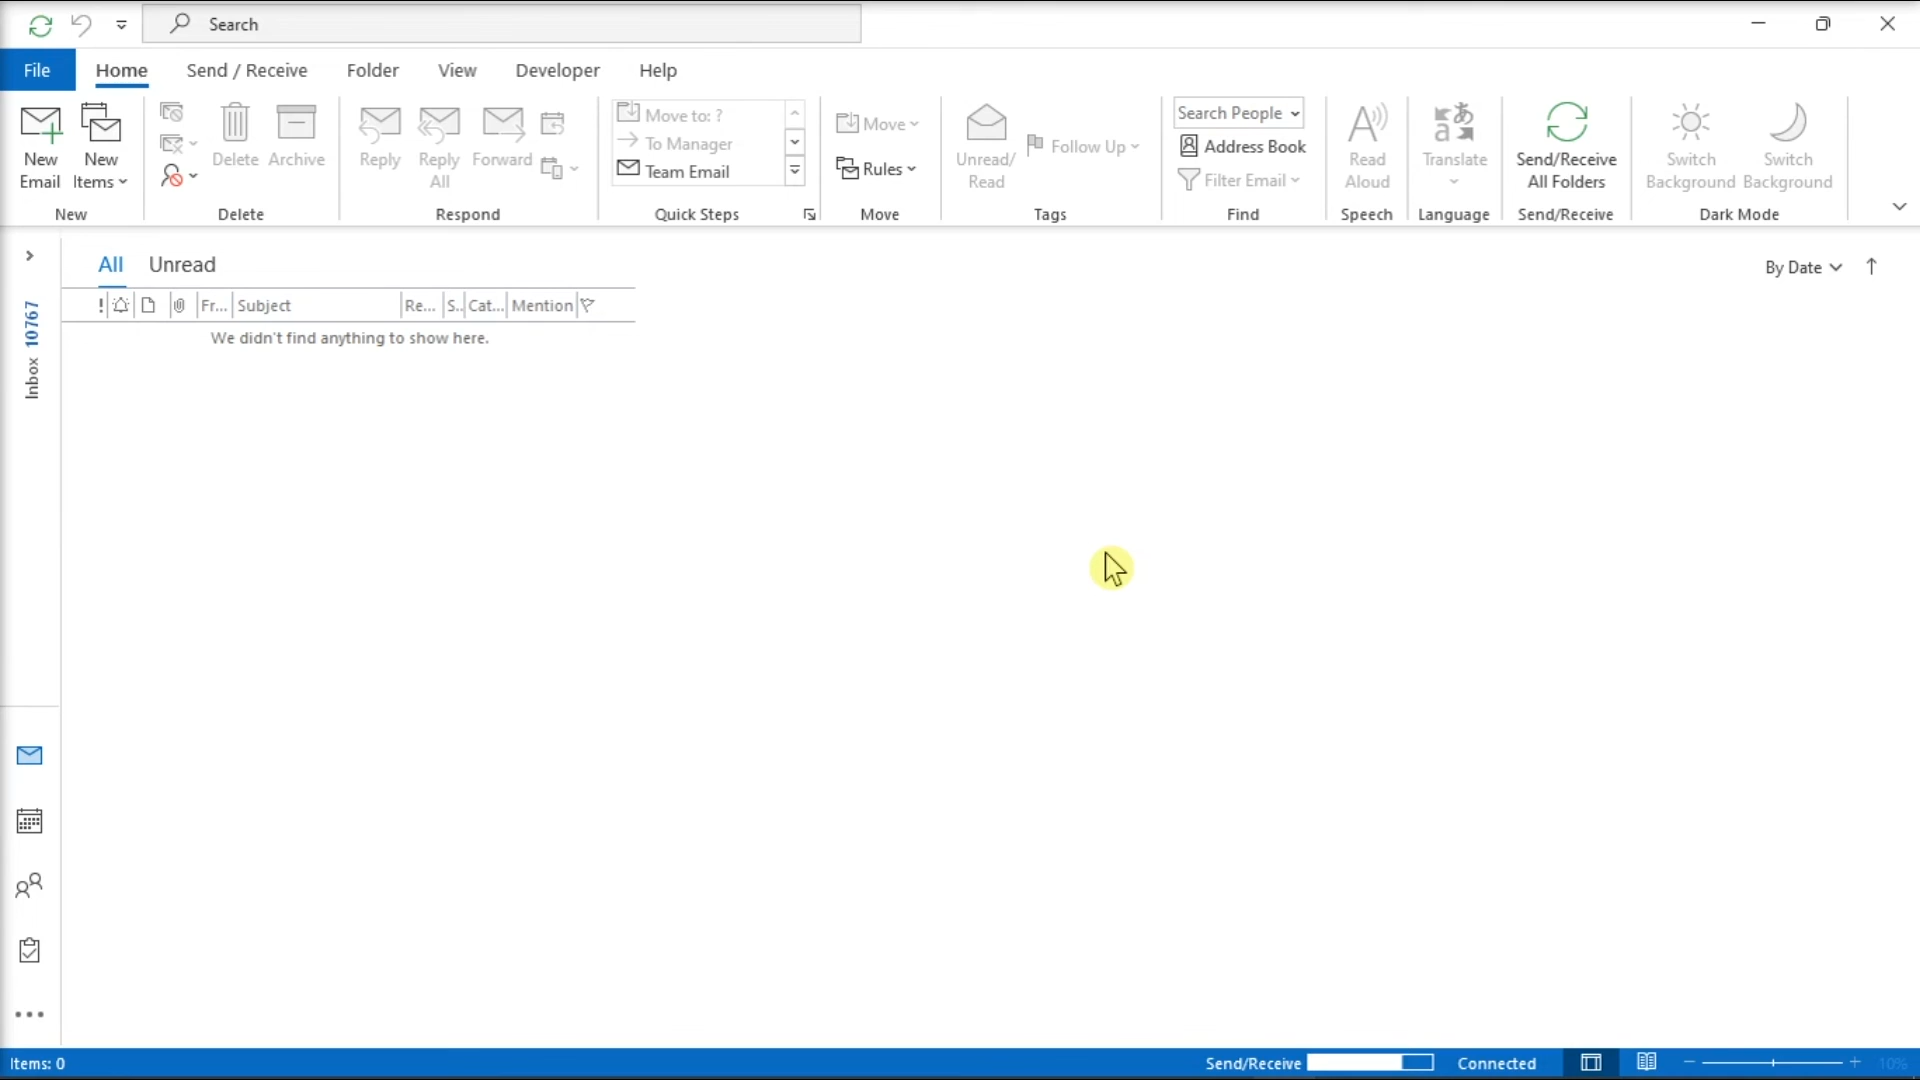 Search
File Home Send / Receive Folder View Developer Help
New Email
New Items
Delete
Archive
Reply
Reply All
Forward
Move to: ?
To Manager
Team Email
Move
Rules
Unread/ Read
Follow Up
Search People
Address Book
Filter Email
Read Aloud
Translate
Send/Receive All Folders
Switch Background
Switch Background
New Delete Respond Quick Steps Move Tags Find Speech Language Send/Receive Dark Mode
All Unread
By Date
! Fr... Subject Re... S.. Cat... Mention
We didn't find anything to show here.
Inbox 10767
Items: 0
Send/Receive Connected 10%